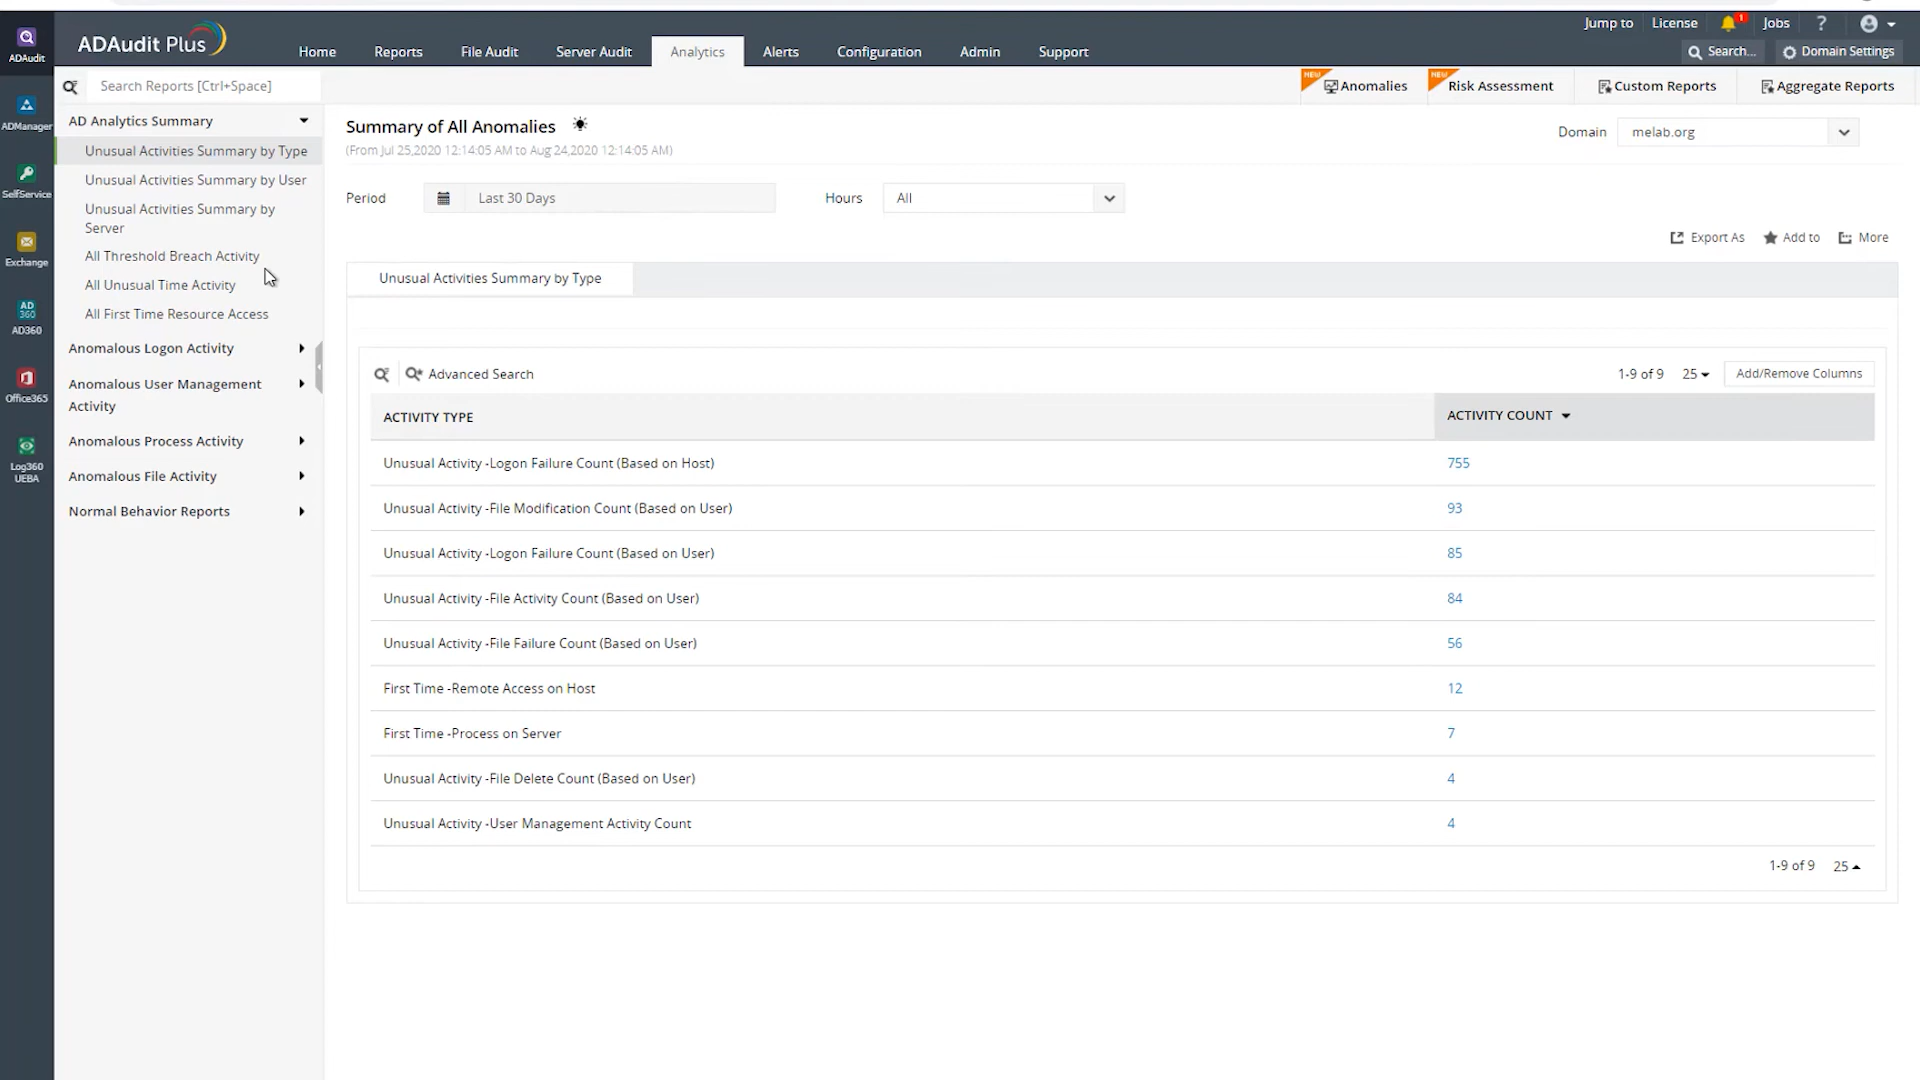 ADAudit Plus
Home Reports File Audit Server Audit Analytics Alerts Configuration Admin Support
Jump to License 1 Jobs ?
Search... Domain Settings
ADAudit
ADManager
SelfService
Exchange
AD
360
AD360
Office365
Log360
UEBA
Search Reports [Ctrl+Space]
NEW Anomalies NEW Risk Assessment Custom Reports Aggregate Reports
AD Analytics Summary
Unusual Activities Summary by Type
Unusual Activities Summary by User
Unusual Activities Summary by
Server
All Threshold Breach Activity
All Unusual Time Activity
All First Time Resource Access
Anomalous Logon Activity
Anomalous User Management
Activity
Anomalous Process Activity
Anomalous File Activity
Normal Behavior Reports
Summary of All Anomalies
(From Jul 25,2020 12:14:05 AM to Aug 24,2020 12:14:05 AM)
Domain melab.org
Period Last 30 Days Hours All
Export As Add to More
Unusual Activities Summary by Type
Advanced Search 1-9 of 9 25 Add/Remove Columns
ACTIVITY TYPE ACTIVITY COUNT
Unusual Activity -Logon Failure Count (Based on Host) 755
Unusual Activity -File Modification Count (Based on User) 93
Unusual Activity -Logon Failure Count (Based on User) 85
Unusual Activity -File Activity Count (Based on User) 84
Unusual Activity -File Failure Count (Based on User) 56
First Time -Remote Access on Host 12
First Time -Process on Server 7
Unusual Activity -File Delete Count (Based on User) 4
Unusual Activity -User Management Activity Count 4
1-9 of 9 25